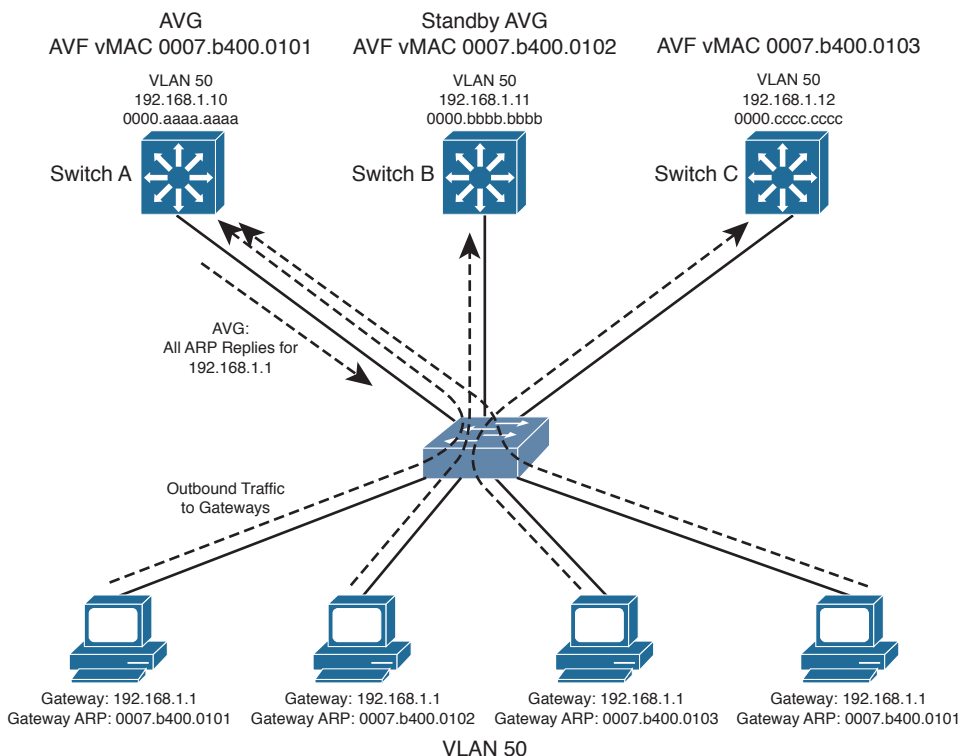 AVG
AVF vMAC 0007.b400.0101
Standby AVG
AVF vMAC 0007.b400.0102
AVF vMAC 0007.b400.0103
VLAN 50
192.168.1.10
0000.aaaa.aaaa
VLAN 50
192.168.1.11
0000.bbbb.bbbb
VLAN 50
192.168.1.12
0000.cccc.cccc
Switch A
Switch B
Switch C
AVG:
All ARP Replies for
192.168.1.1
Outbound Traffic
to Gateways
Gateway: 192.168.1.1
Gateway ARP: 0007.b400.0101
Gateway: 192.168.1.1
Gateway ARP: 0007.b400.0102
Gateway: 192.168.1.1
Gateway ARP: 0007.b400.0103
Gateway: 192.168.1.1
Gateway ARP: 0007.b400.0101
VLAN 50